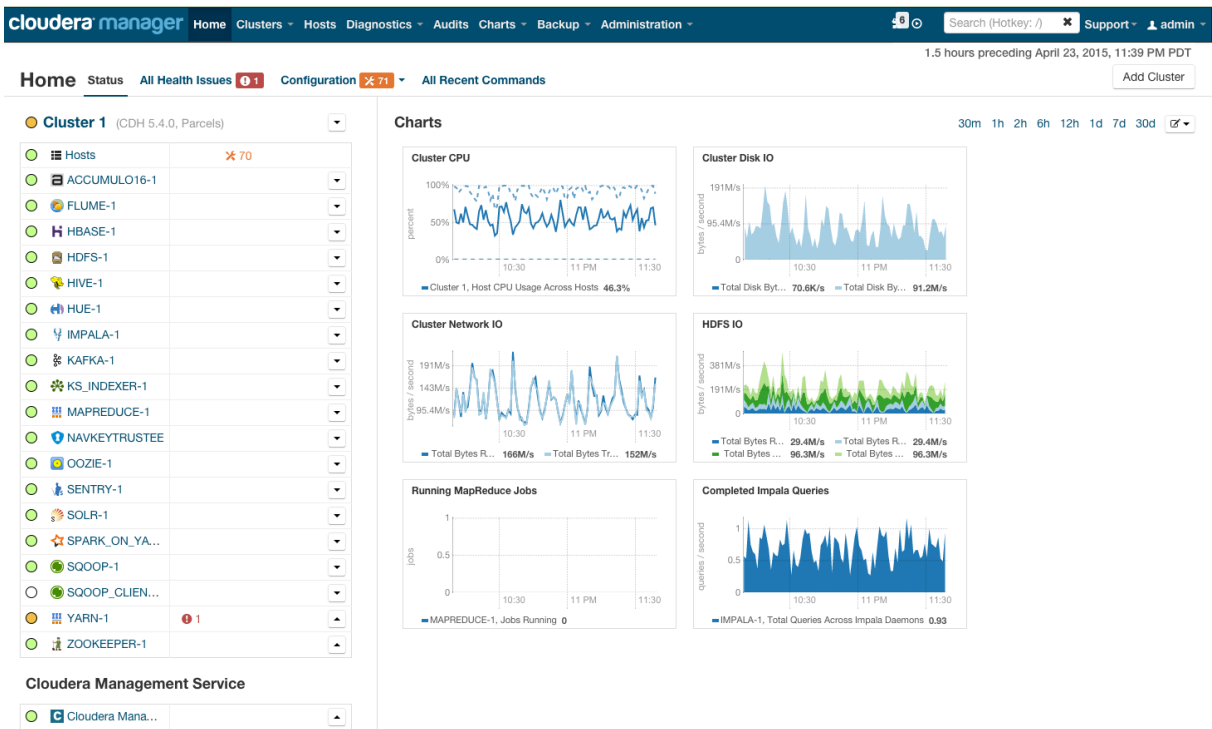 cloudera manager Home Clusters Hosts Diagnostics Audits Charts Backup Administration 6 Search (Hotkey: /) Support admin
1.5 hours preceding April 23, 2015, 11:39 PM PDT
Home Status All Health Issues 1 Configuration 71 All Recent Commands Add Cluster
Cluster 1 (CDH 5.4.0, Parcels)
Hosts 70
ACCUMULO16-1
FLUME-1
HBASE-1
HDFS-1
HIVE-1
HUE-1
IMPALA-1
KAFKA-1
KS_INDEXER-1
MAPREDUCE-1
NAVKEYTRUSTEE
OOZIE-1
SENTRY-1
SOLR-1
SPARK_ON_YA...
SQOOP-1
SQOOP_CLIEN...
YARN-1 1
ZOOKEEPER-1
Cloudera Management Service
Cloudera Mana...
Charts
30m 1h 2h 6h 12h 1d 7d 30d
Cluster CPU
percent
100%
50%
0%
10:30 11 PM 11:30
Cluster 1, Host CPU Usage Across Hosts 46.3%
Cluster Disk IO
bytes / second
191M/s
95.4M/s
0
10:30 11 PM 11:30
Total Disk Byt... 70.6K/s Total Disk By... 91.2M/s
Cluster Network IO
bytes / second
191M/s
143M/s
95.4M/s
10:30 11 PM 11:30
Total Bytes R... 166M/s Total Bytes Tr... 152M/s
HDFS IO
bytes / second
381M/s
191M/s
0
10:30 11 PM 11:30
Total Bytes R... 29.4M/s Total Bytes R... 29.4M/s
Total Bytes ... 96.3M/s Total Bytes ... 96.3M/s
Running MapReduce Jobs
jobs
1
0.5
0
10:30 11 PM 11:30
MAPREDUCE-1, Jobs Running 0
Completed Impala Queries
queries / second
1
0.5
0
10:30 11 PM 11:30
IMPALA-1, Total Queries Across Impala Daemons 0.93